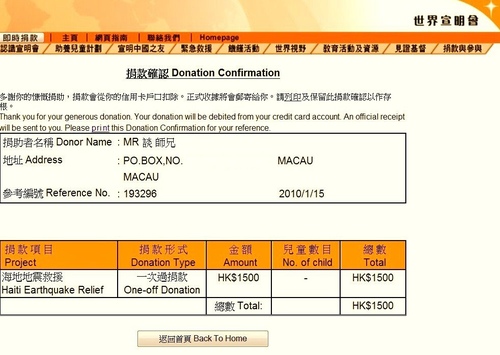 世界宣明會
即時捐款 主頁 網頁指南 聯絡我們 Homepage
認識宣明會 助養兒童計劃 宣明中國之友 緊急救援 饑饉活動 世界視野 教育活動及資源 見證基督 捐款與參與
捐款確認 Donation Confirmation
多謝你的慷慨捐助，捐款會從你的信用卡戶口扣除。正式收據將會郵寄給你。請列印及保留此捐款確認以作存
根。
Thank you for your generous donation. Your donation will be debited from your credit card account. An official receipt
will be sent to you. Please print this Donation Confirmation for your reference.
捐助者名稱 Donor Name : MR 談 師兄
地址 Address : PO.BOX,NO. MACAU
MACAU
參考編號 Reference No. : 193296 2010/1/15
捐款項目 捐款形式 金額 兒童數目 總數
Project Donation Type Amount No. of child Total
海地地震救援 一次過捐款 HK$1500 - HK$1500
Haiti Earthquake Relief One-off Donation
總數 Total: HK$1500
返回首頁 Back To Home